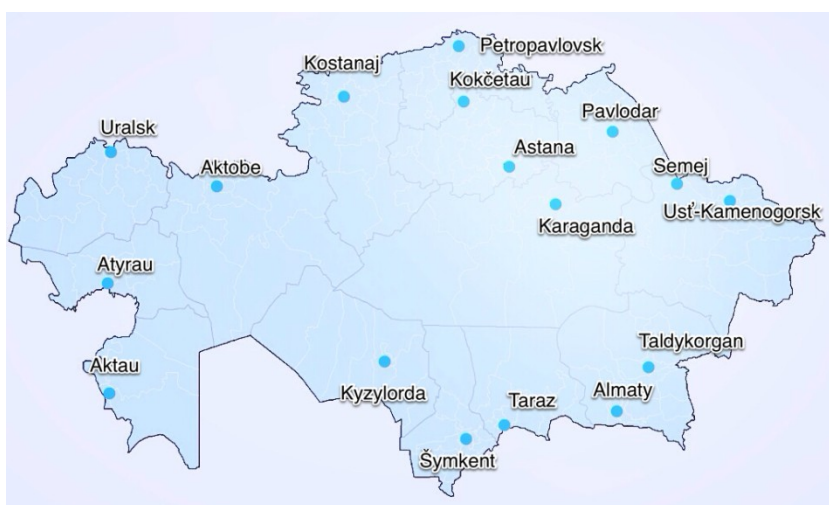 Petropavlovsk
Kostanaj
Kokčetau
Pavlodar
Uralsk
Astana
Aktobe
Semej
Usť-Kamenogorsk
Karaganda
Atyrau
Taldykorgan
Aktau
Kyzylorda
Almaty
Taraz
Šymkent